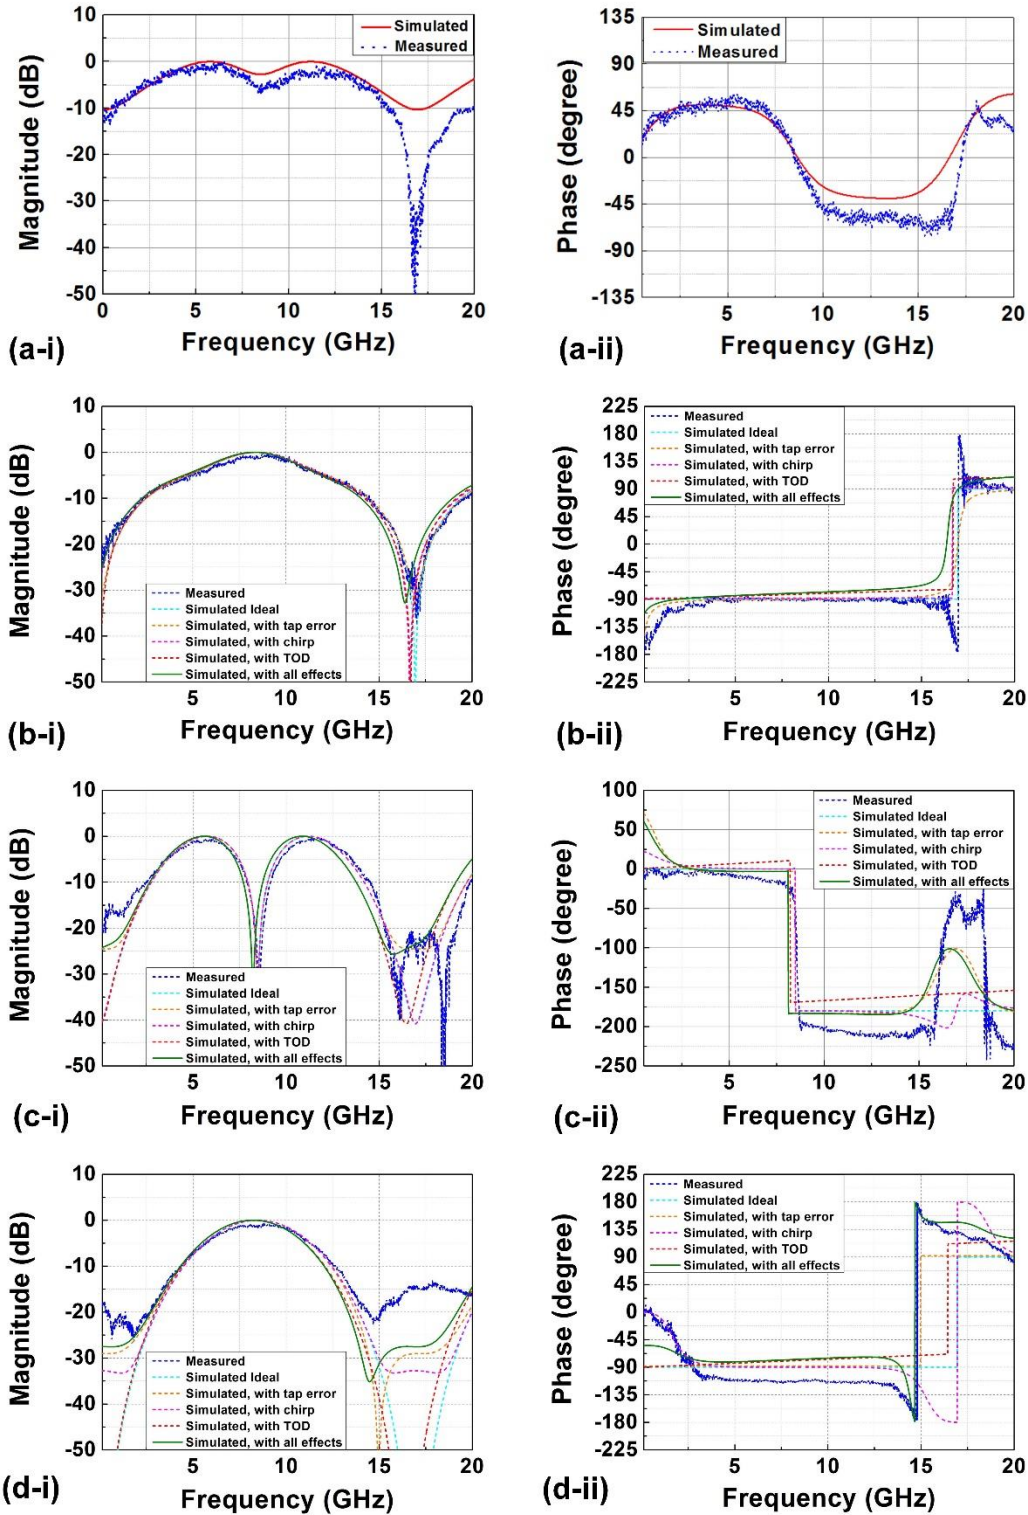 10
0
-10
-20
-30
-40
-50
Magnitude (dB)
Simulated
Measured
0
5
10
15
20
Frequency (GHz)
(a-i)
135
90
45
0
-45
-90
-135
Phase (degree)
Simulated
Measured
5
10
15
20
Frequency (GHz)
(a-ii)
10
0
-10
-20
-30
-40
-50
Magnitude (dB)
Measured
Simulated Ideal
Simulated, with tap error
Simulated, with chirp
Simulated, with TOD
Simulated, with all effects
5
10
15
20
Frequency (GHz)
(b-i)
225
180
135
90
45
0
-45
-90
-135
-180
-225
Phase (degree)
Measured
Simulated Ideal
Simulated, with tap error
Simulated, with chirp
Simulated, with TOD
Simulated, with all effects
5
10
15
20
Frequency (GHz)
(b-ii)
10
0
-10
-20
-30
-40
-50
Magnitude (dB)
Measured
Simulated Ideal
Simulated, with tap error
Simulated, with chirp
Simulated, with TOD
Simulated, with all effects
5
10
15
20
Frequency (GHz)
(c-i)
100
50
0
-50
-100
-150
-200
-250
Phase (degree)
Measured
Simulated Ideal
Simulated, with tap error
Simulated, with chirp
Simulated, with TOD
Simulated, with all effects
5
10
15
20
Frequency (GHz)
(c-ii)
10
0
-10
-20
-30
-40
-50
Magnitude (dB)
Measured
Simulated Ideal
Simulated, with tap error
Simulated, with chirp
Simulated, with TOD
Simulated, with all effects
5
10
15
20
Frequency (GHz)
(d-i)
225
180
135
90
45
0
-45
-90
-135
-180
-225
Phase (degree)
Measured
Simulated Ideal
Simulated, with tap error
Simulated, with chirp
Simulated, with TOD
Simulated, with all effects
5
10
15
20
Frequency (GHz)
(d-ii)